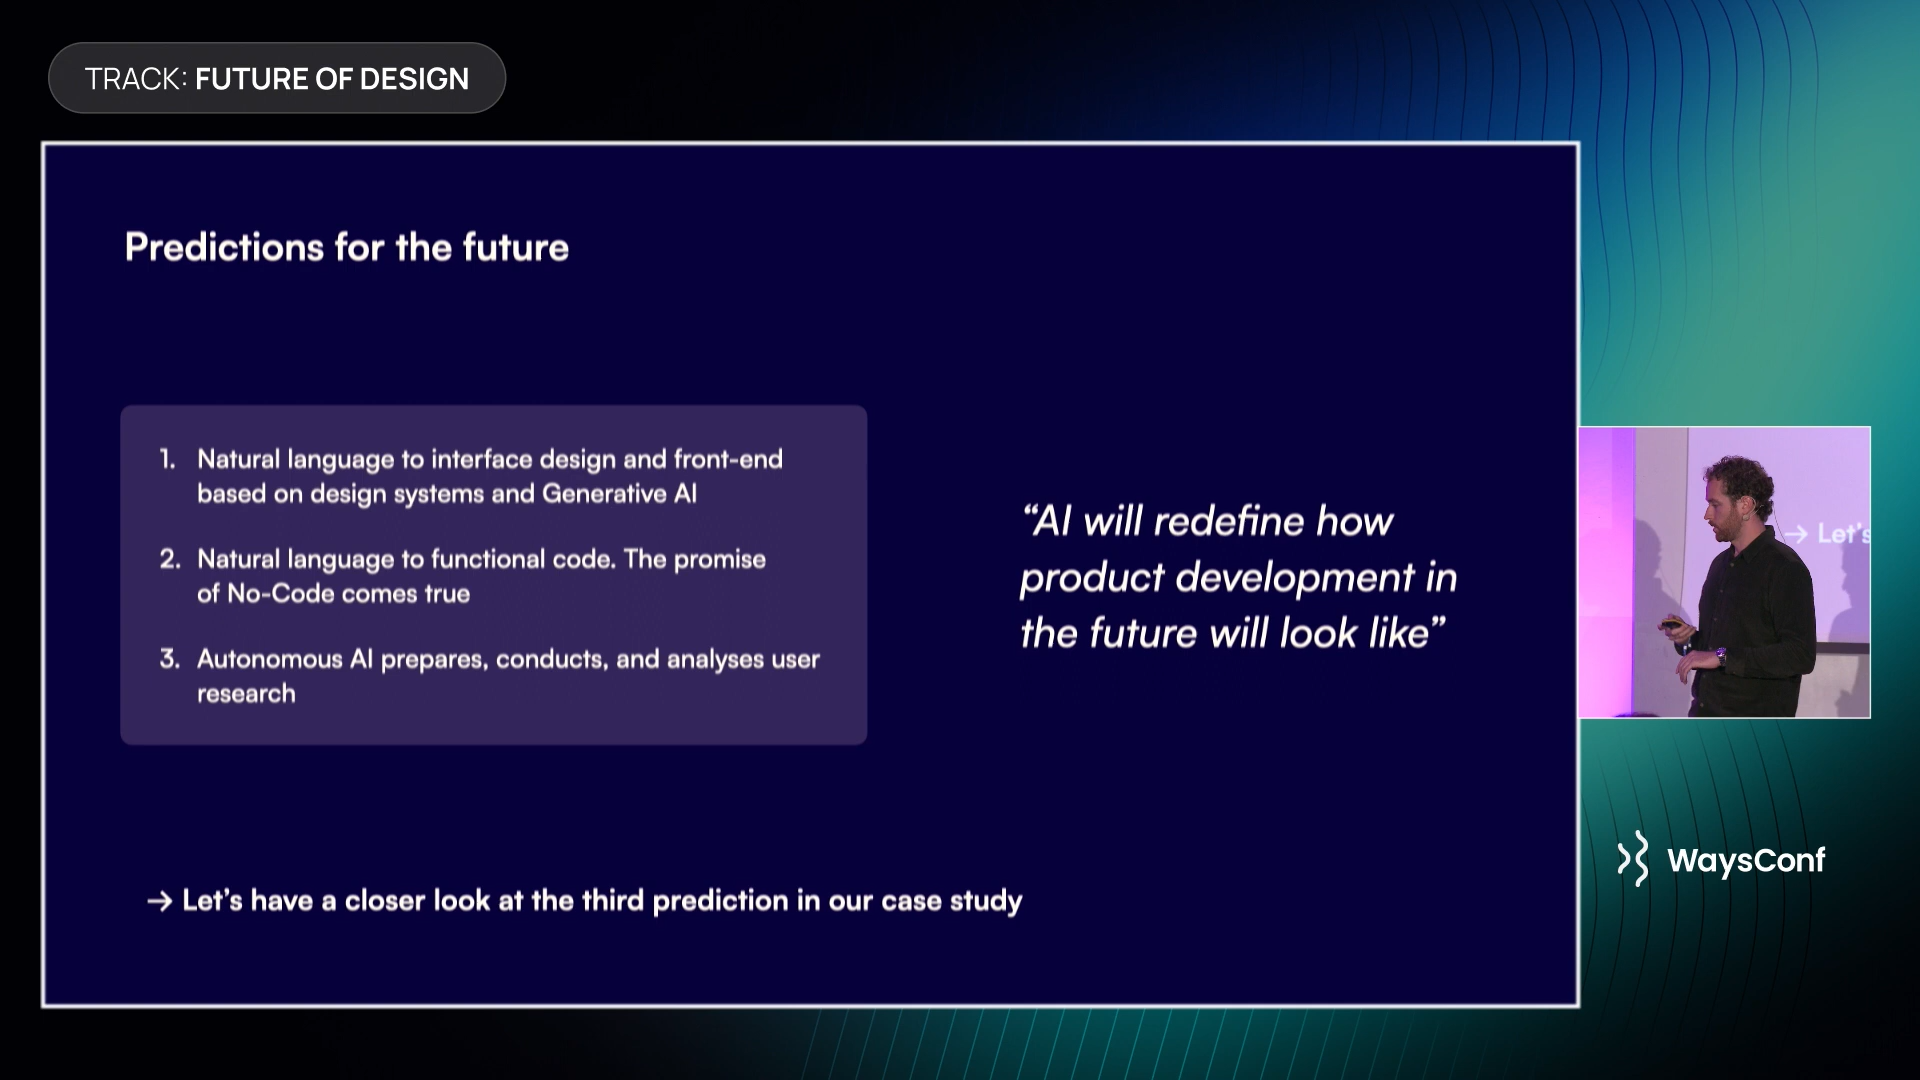 TRACK: FUTURE OF DESIGN
Predictions for the future
1. Natural language to interface design and front-end
based on design systems and Generative AI
2. Natural language to functional code. The promise
of No-Code comes true
3. Autonomous AI prepares, conducts, and analyses user
research
“AI will redefine how
product development in
the future will look like”
→ Let’s have a closer look at the third prediction in our case study
→ Let's
WaysConf